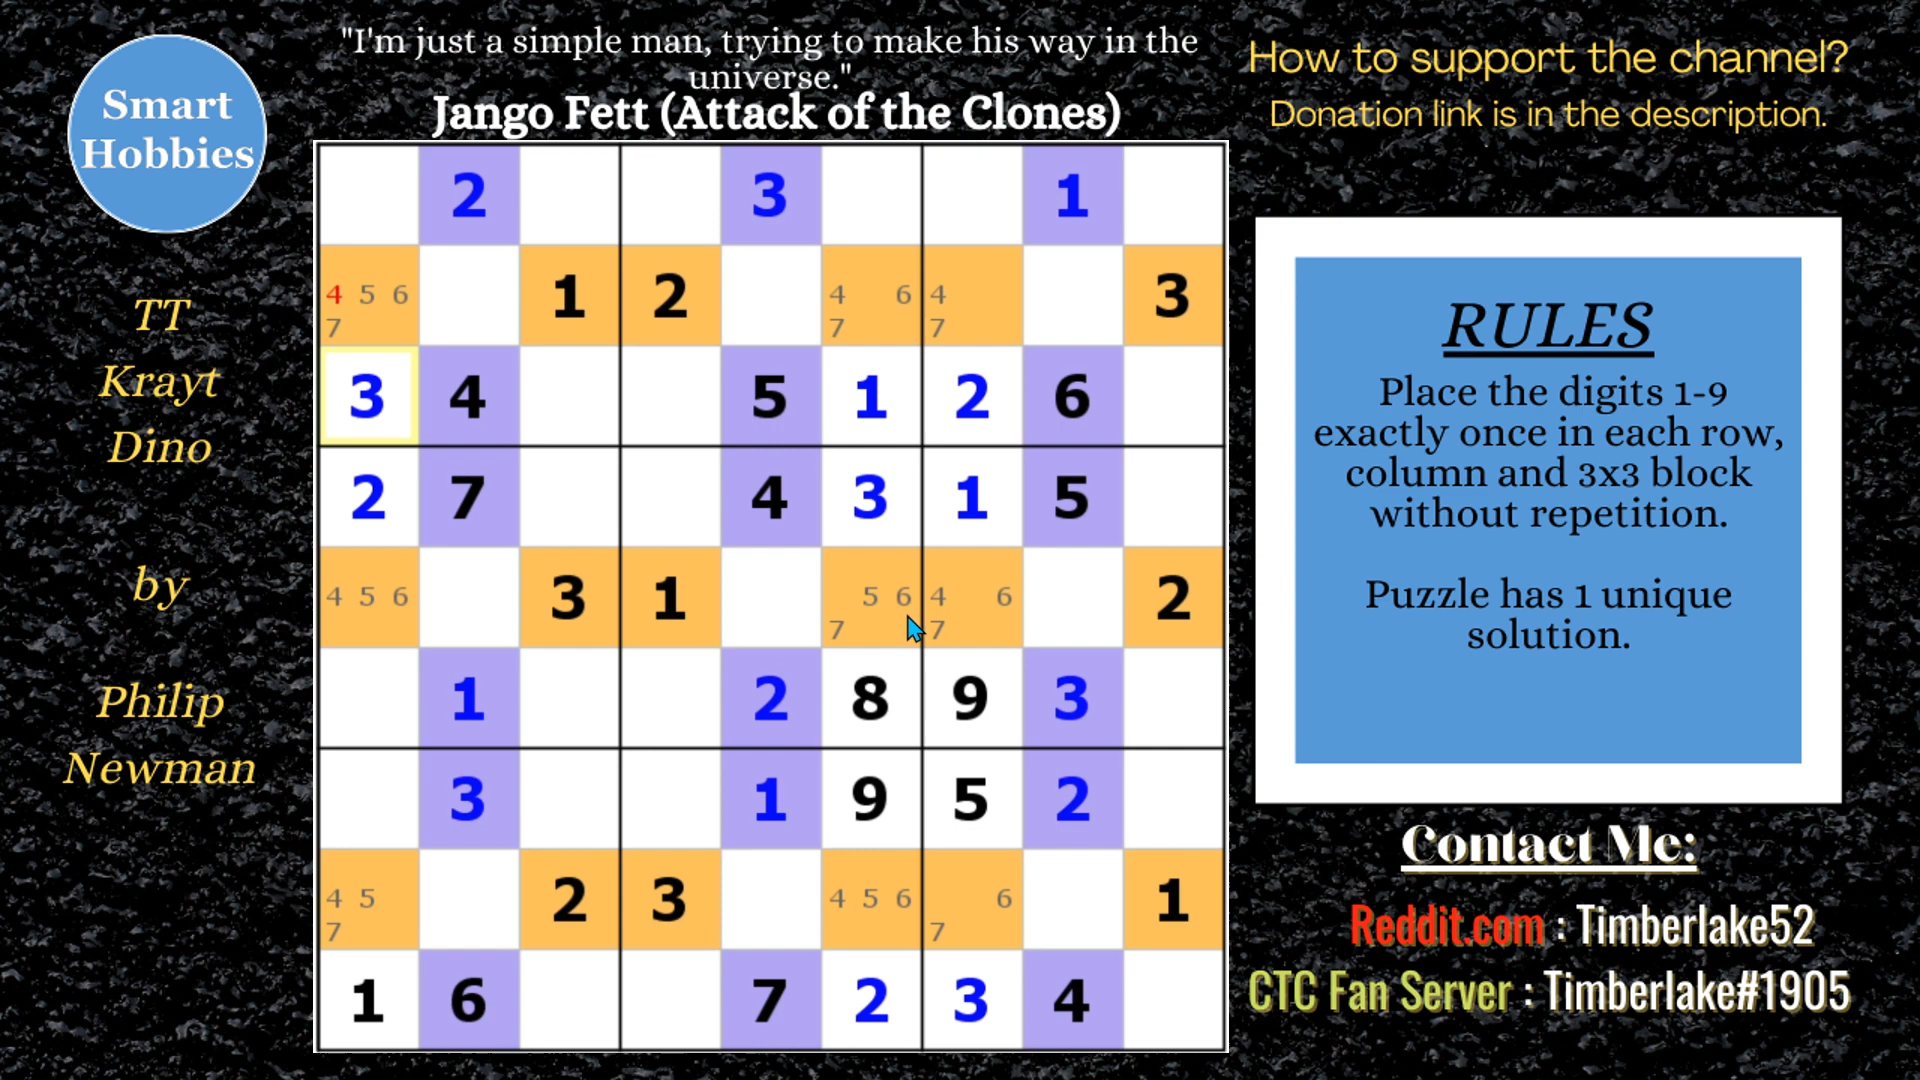 "I'm just a simple man, trying to make his way in the
universe."
Jango Fett (Attack of the Clones)
Smart
Hobbies
TT
Krayt
Dino
by
Philip
Newman
2 3 1
4 5 6 7 1 2 4 6 7 4 7 3
3 4 5 1 2 6
2 7 4 3 1 5
4 5 6 3 1 5 6 7 4 6 7 2
1 2 8 9 3
3 1 9 5 2
4 5 7 2 3 4 5 6 6 7 1
1 6 7 2 3 4
How to support the channel?
Donation link is in the description.
RULES
Place the digits 1-9
exactly once in each row,
column and 3x3 block
without repetition.
Puzzle has 1 unique
solution.
Contact Me:
Reddit.com : Timberlake52
CTC Fan Server : Timberlake#1905